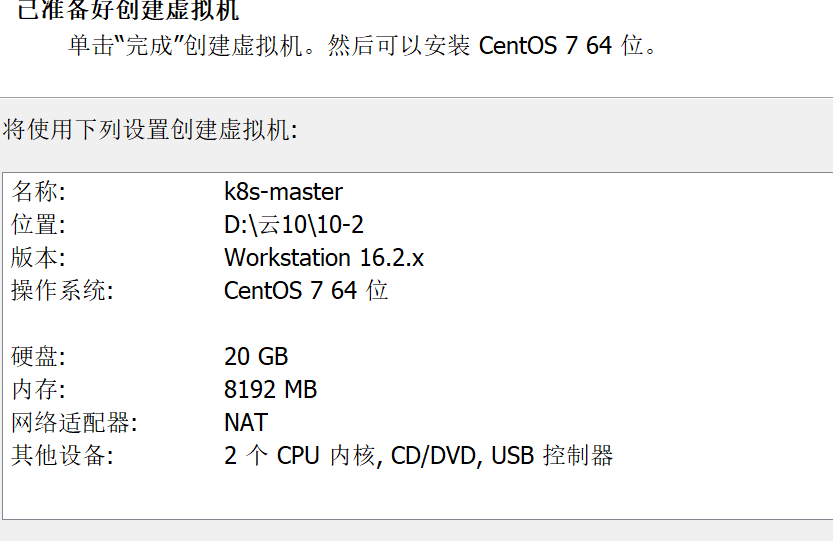 已准备好创建虚拟机
单击“完成”创建虚拟机。然后可以安装 CentOS 7 64 位。
将使用下列设置创建虚拟机:
名称: k8s-master
位置: D:\云10\10-2
版本: Workstation 16.2.x
操作系统: CentOS 7 64 位
硬盘: 20 GB
内存: 8192 MB
网络适配器: NAT
其他设备: 2 个 CPU 内核, CD/DVD, USB 控制器